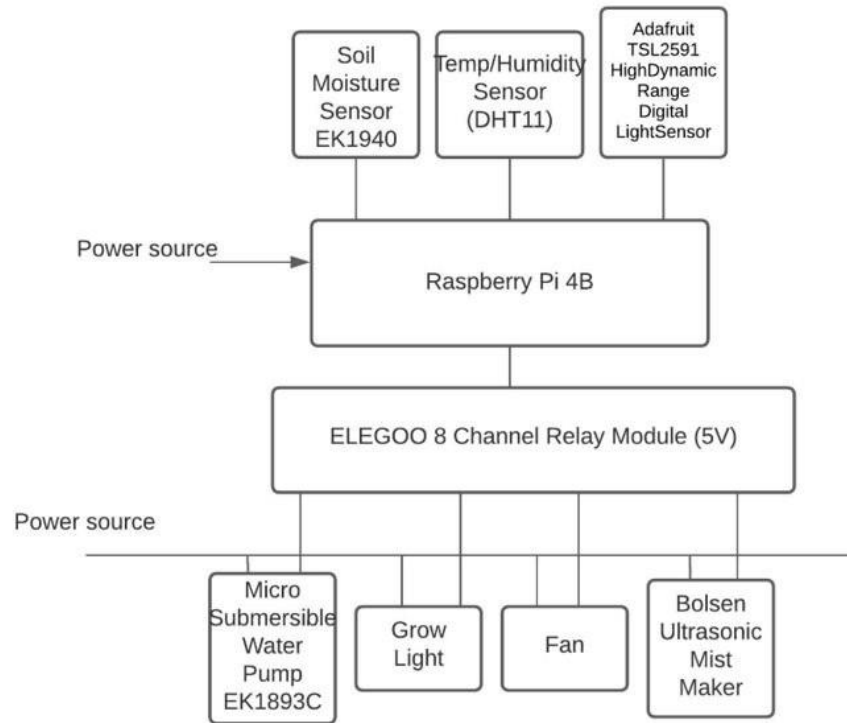 Soil
Moisture
Sensor
EK1940
Temp/Humidity
Sensor
(DHT11)
Adafruit
TSL2591
HighDynamic
Range
Digital
LightSensor
Power source
Raspberry Pi 4B
ELEGOO 8 Channel Relay Module (5V)
Power source
Micro
Submersible
Water
Pump
EK1893C
Grow
Light
Fan
Bolsen
Ultrasonic
Mist
Maker